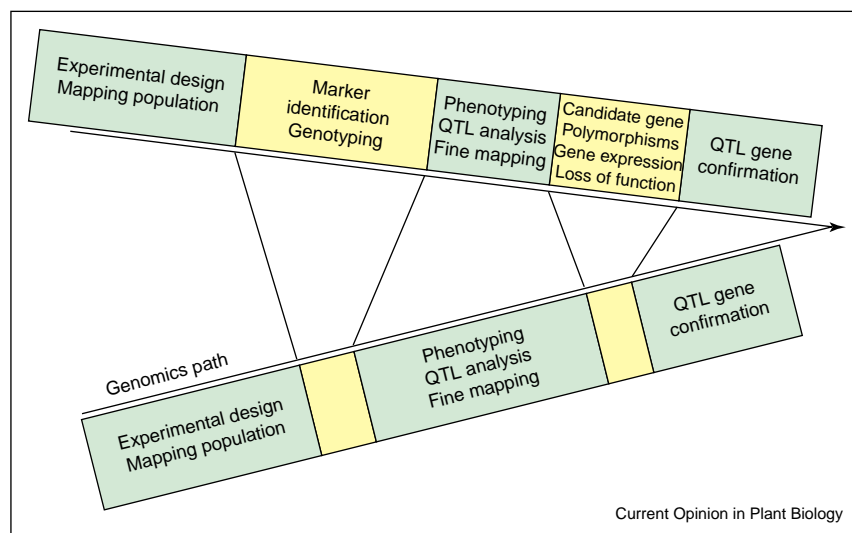 Experimental design
Mapping population
Marker
identification
Genotyping
Phenotyping
QTL analysis
Fine mapping
Candidate gene
Polymorphisms
Gene expression
Loss of function
QTL gene
confirmation
Genomics path
Experimental design
Mapping population
Phenotyping
QTL analysis
Fine mapping
QTL gene
confirmation
Current Opinion in Plant Biology